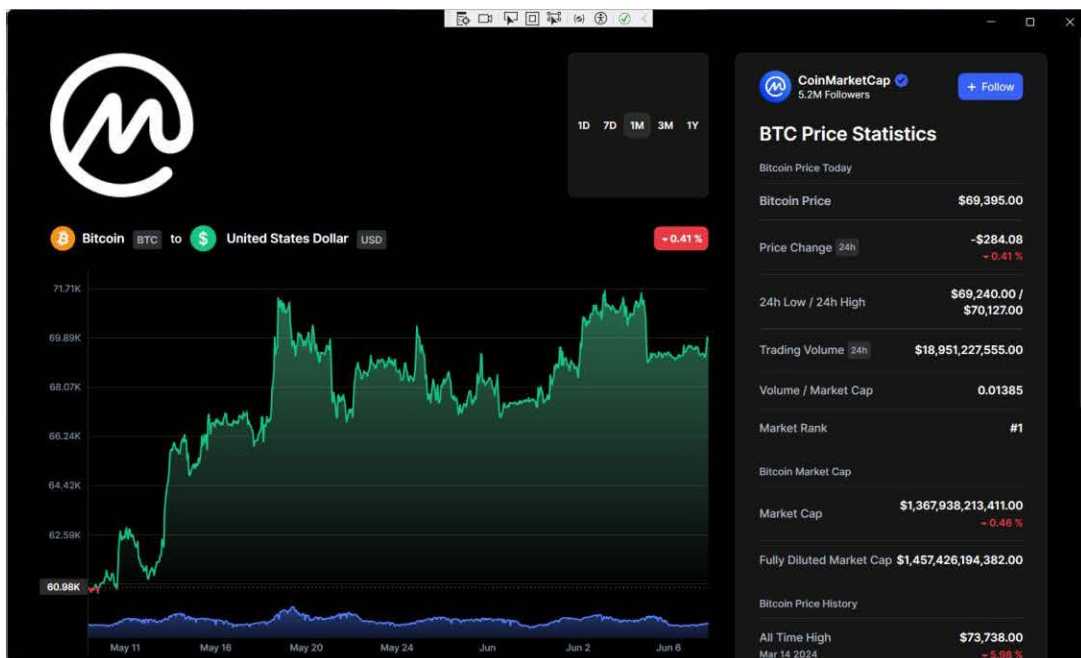 1D 7D 1M 3M 1Y
Bitcoin BTC to United States Dollar USD
0.41 %
71.71K
69.89K
68.07K
66.24K
64.42K
62.59K
60.98K
May 11 May 16 May 20 May 24 Jun Jun 2 Jun 6
CoinMarketCap
5.2M Followers
+ Follow
BTC Price Statistics
Bitcoin Price Today
Bitcoin Price $69,395.00
Price Change 24h -$284.08
0.41 %
24h Low / 24h High $69,240.00 /
$70,127.00
Trading Volume 24h $18,951,227,555.00
Volume / Market Cap 0.01385
Market Rank #1
Bitcoin Market Cap
Market Cap $1,367,938,213,411.00
0.46 %
Fully Diluted Market Cap $1,457,426,194,382.00
Bitcoin Price History
All Time High $73,738.00
Mar 14 2024 5.98 %